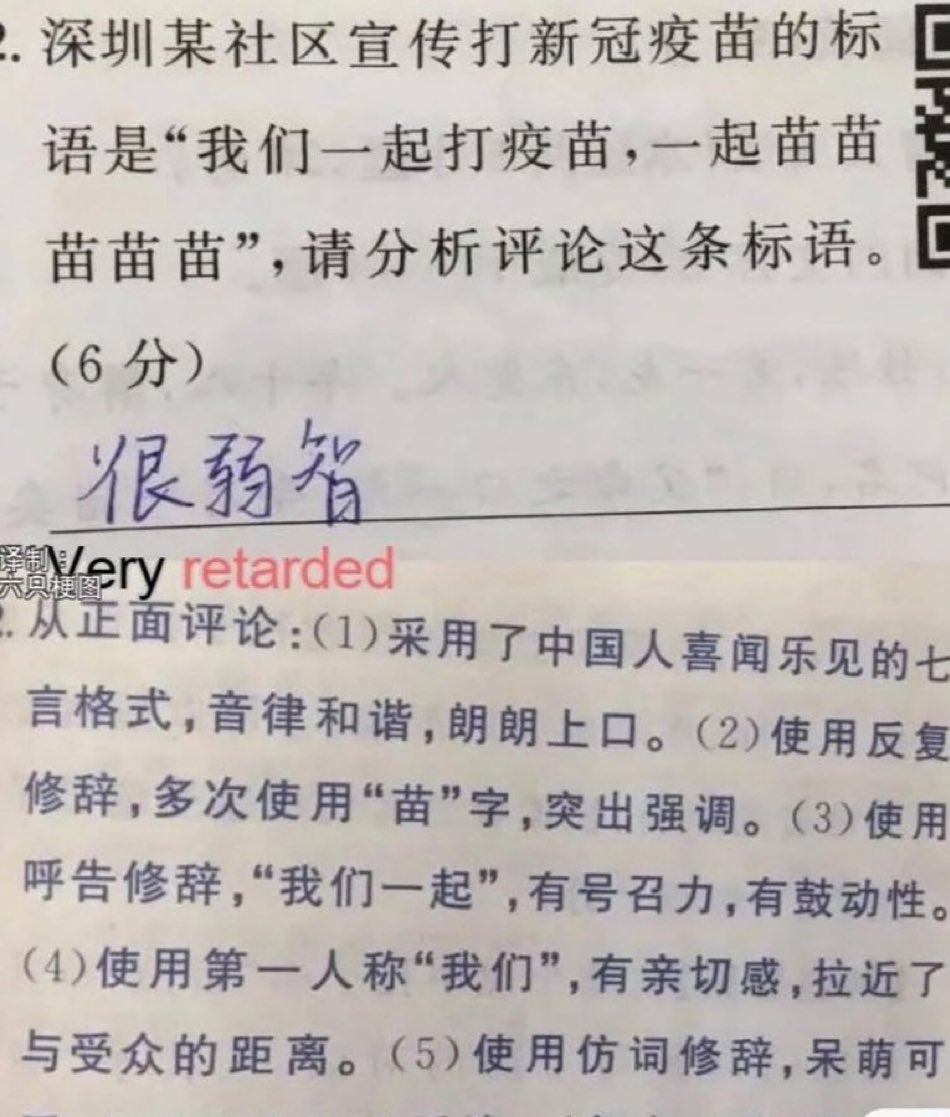 2. 深圳某社区宣传打新冠疫苗的标
语是“我们一起打疫苗，一起苗苗
苗苗苗”，请分析评论这条标语。
（6 分）
很弱智
译制：
六只梗图
Very retarded
2. 从正面评论：(1)采用了中国人喜闻乐见的七
言格式，音律和谐，朗朗上口。(2)使用反复
修辞，多次使用“苗”字，突出强调。(3)使用
呼告修辞，“我们一起”，有号召力，有鼓动性。
(4)使用第一人称“我们”，有亲切感，拉近了
与受众的距离。(5)使用仿词修辞，呆萌可